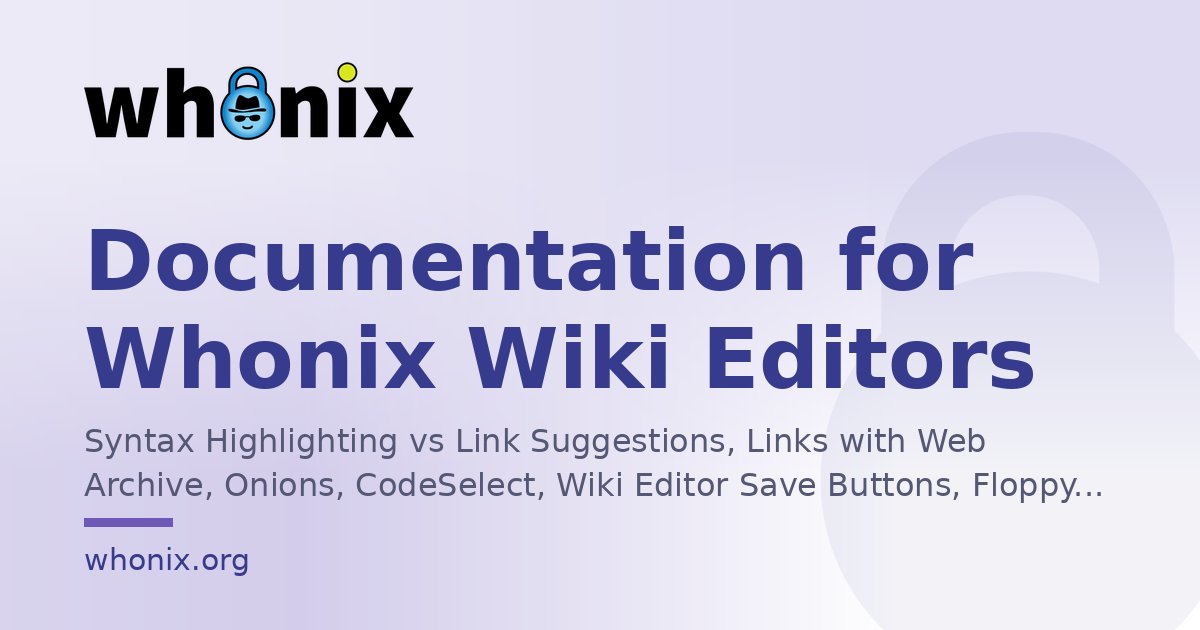 whonix
Documentation for
Whonix Wiki Editors
Syntax Highlighting vs Link Suggestions, Links with Web
Archive, Onions, CodeSelect, Wiki Editor Save Buttons, Floppy...
whonix.org